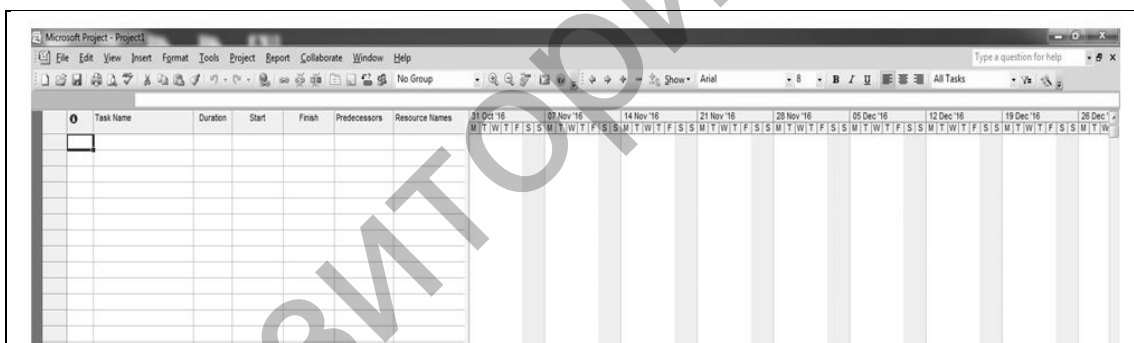 Microsoft Project - Project1
File Edit View Insert Format Tools Project Report Collaborate Window Help
Type a question for help
No Group
Show
Arial
8
B I U
All Tasks
Task Name Duration Start Finish Predecessors Resource Names
31 Oct '16 07 Nov '16 14 Nov '16 21 Nov '16 28 Nov '16 05 Dec '16 12 Dec '16 19 Dec '16 26 Dec '
M T W T F S S M T W T F S S M T W T F S S M T W T F S S M T W T F S S M T W T F S S M T W T F S S M T W T F S S M T W
зитори